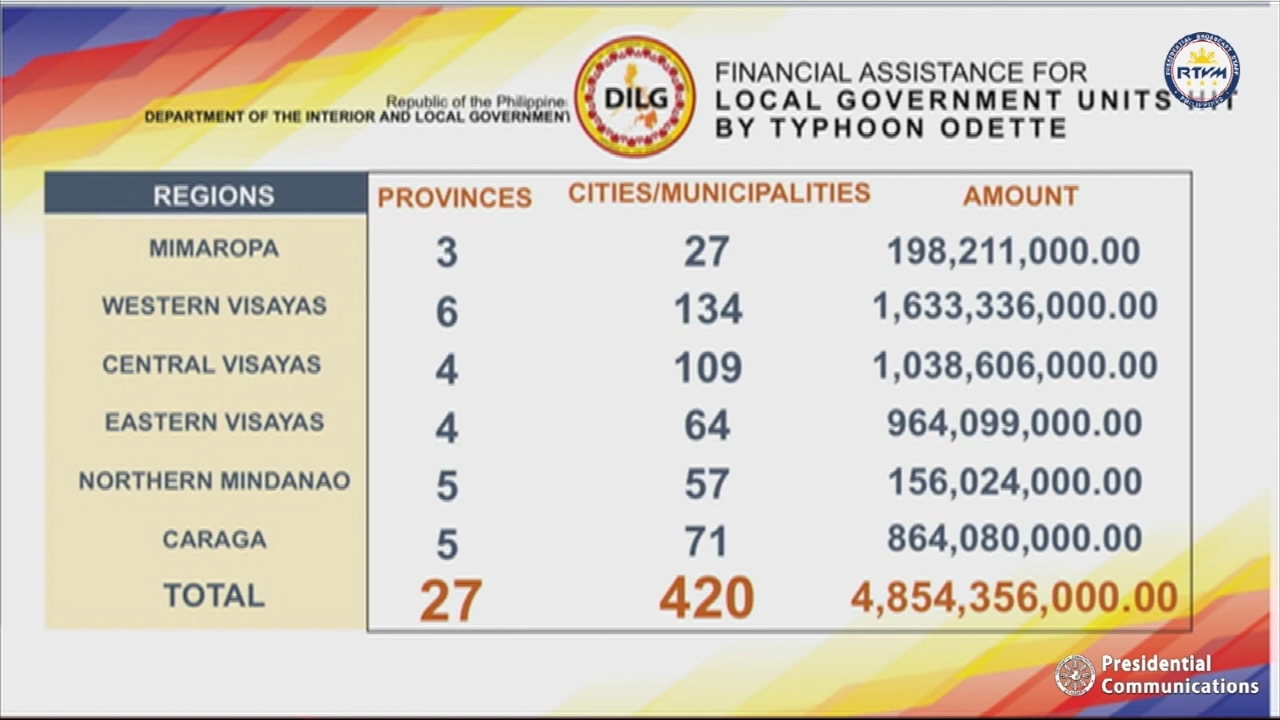 Republic of the Philippine
DEPARTMENT OF THE INTERIOR AND LOCAL GOVERNMENT
DILG
FINANCIAL ASSISTANCE FOR
LOCAL GOVERNMENT UNITS
BY TYPHOON ODETTE
RTVM
REGIONS PROVINCES CITIES/MUNICIPALITIES AMOUNT
MIMAROPA 3 27 198,211,000.00
WESTERN VISAYAS 6 134 1,633,336,000.00
CENTRAL VISAYAS 4 109 1,038,606,000.00
EASTERN VISAYAS 4 64 964,099,000.00
NORTHERN MINDANAO 5 57 156,024,000.00
CARAGA 5 71 864,080,000.00
TOTAL 27 420 4,854,356,000.00
Presidential
Communications